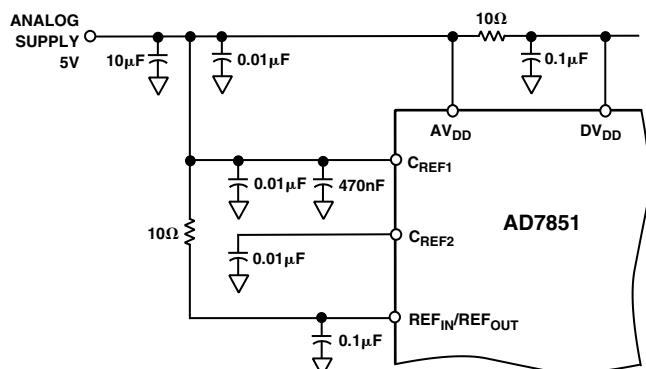 ANALOG
SUPPLY
5V
10μF
0.01μF
10Ω
0.1μF
AVDD
DVDD
CREF1
0.01μF
470nF
AD7851
10Ω
CREF2
0.01μF
REFIN/REFOUT
0.1μF